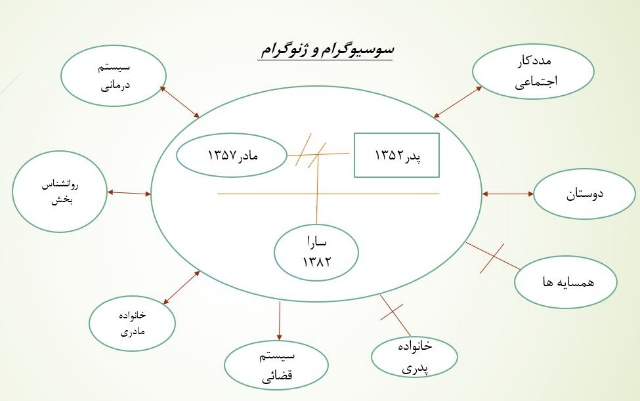 سوسیوگرام و ژنوگرام
سیستم
درمانی
مددکار
اجتماعی
مادر۱۳۵۷
پدر۱۳۵۲
روانشناس
بخش
دوستان
سارا
۱۳۸۲
همسایه ها
خانواده
مادری
سیستم
قضائی
خانواده
پدری